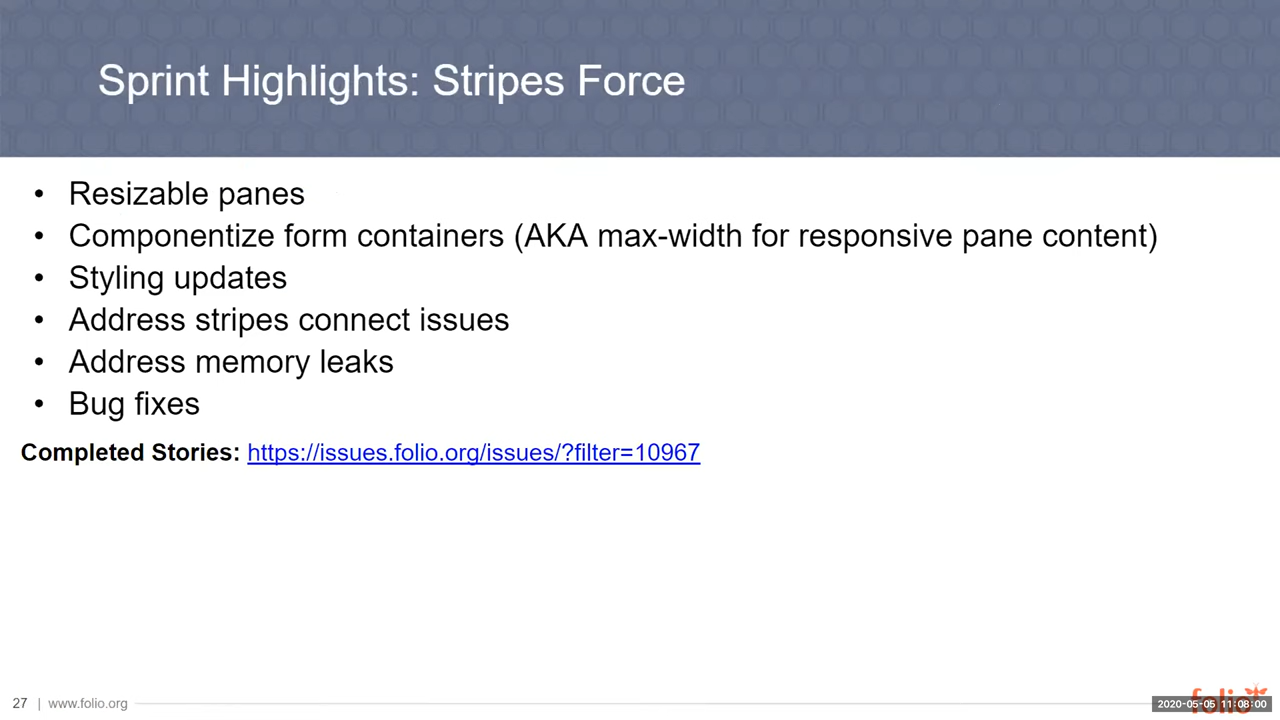 Sprint Highlights: Stripes Force
• Resizable panes
• Componentize form containers (AKA max-width for responsive pane content)
• Styling updates
• Address stripes connect issues
• Address memory leaks
• Bug fixes
Completed Stories: https://issues.folio.org/issues/?filter=10967
27 | www.folio.org
folio
2020-05-05 11:08:00